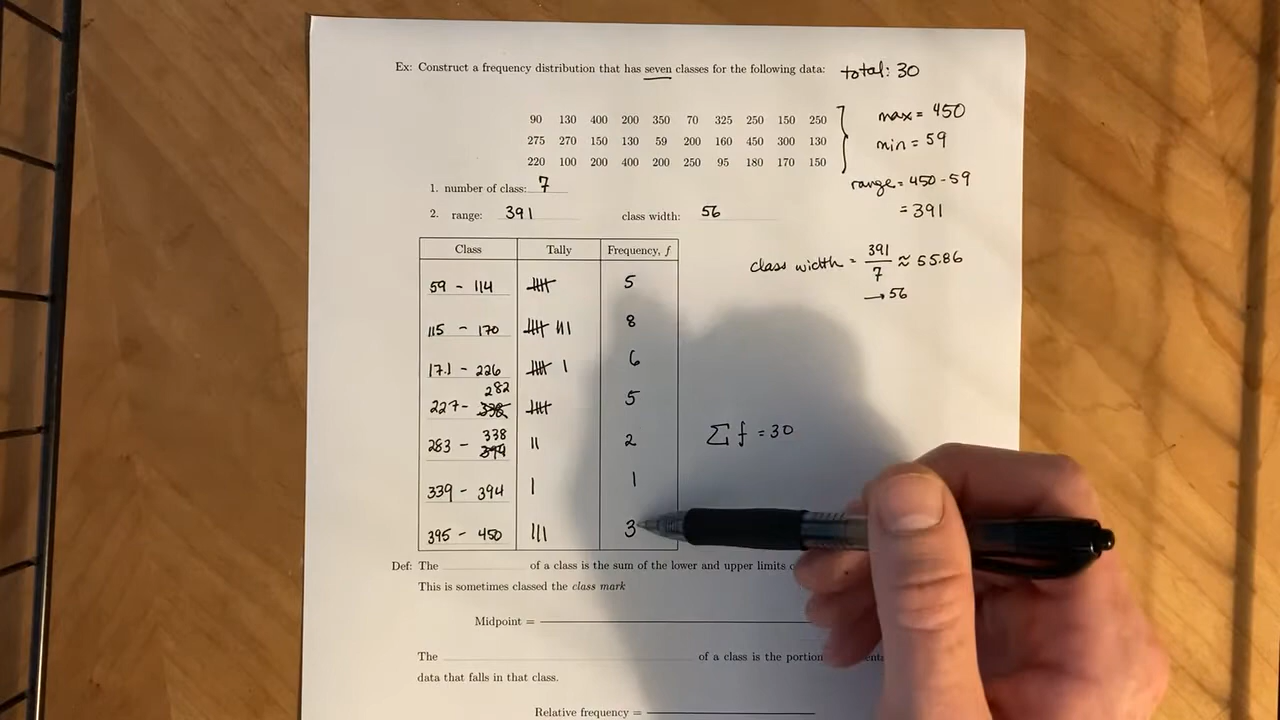 Ex: Construct a frequency distribution that has seven classes for the following data: total: 30
90 130 400 200 350 70 325 250 150 250
275 270 150 130 59 200 160 450 300 130
220 100 200 400 200 250 95 180 170 150
max = 450
min = 59
range = 450 - 59
= 391
1. number of class: 7
2. range: 391 class width: 56
class width = 391/7 ≈ 55.86
→ 56
Class Tally Frequency, f
59 - 114 5
115 - 170 8
171 - 226 6
227 - 282 5
283 - 338 2
339 - 394 1
395 - 450 3
Σ f = 30
Def: The of a class is the sum of the lower and upper limits
This is sometimes classed the class mark
Midpoint =
The of a class is the portion
data that falls in that class.
Relative frequency =